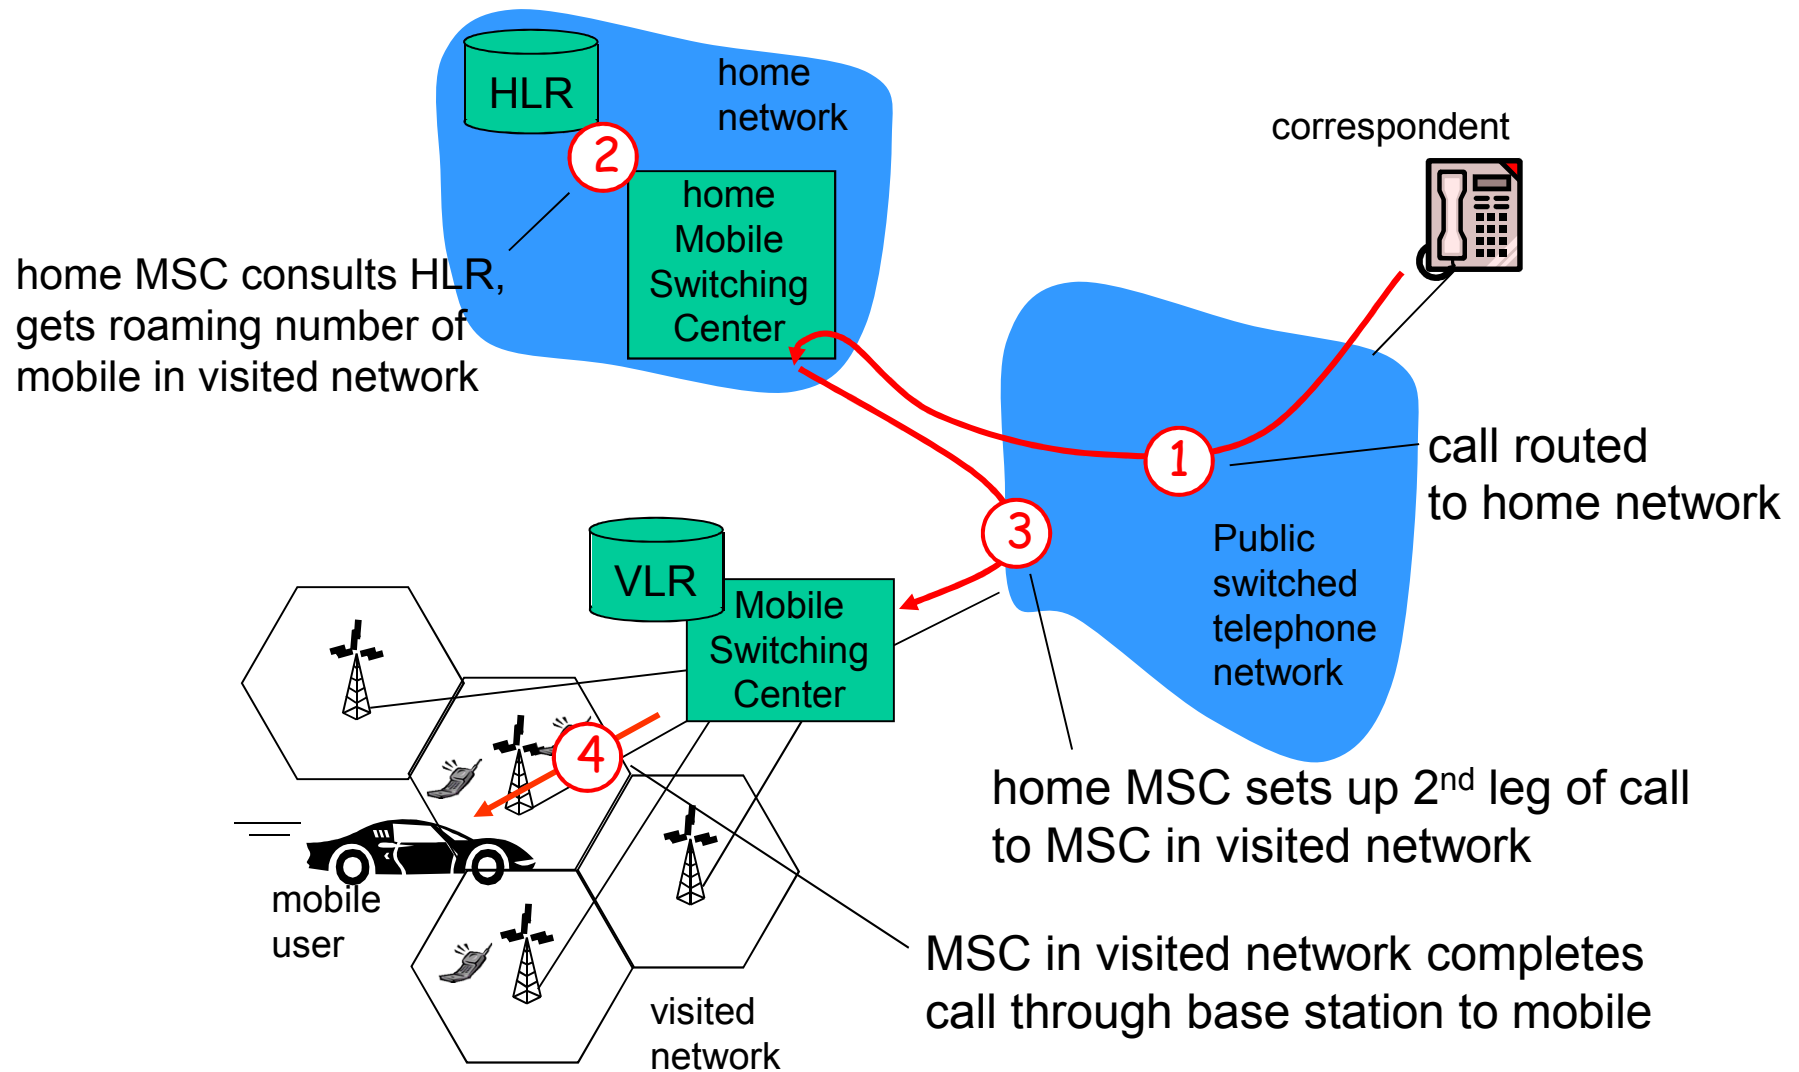 HLR
home
network
correspondent
2
home
Mobile
Switching
Center
home MSC consults HLR,
gets roaming number of
mobile in visited network
1
call routed
to home network
3
Public
switched
telephone
network
VLR
Mobile
Switching
Center
4
home MSC sets up 2nd leg of call
to MSC in visited network
mobile
user
MSC in visited network completes
call through base station to mobile
visited
network